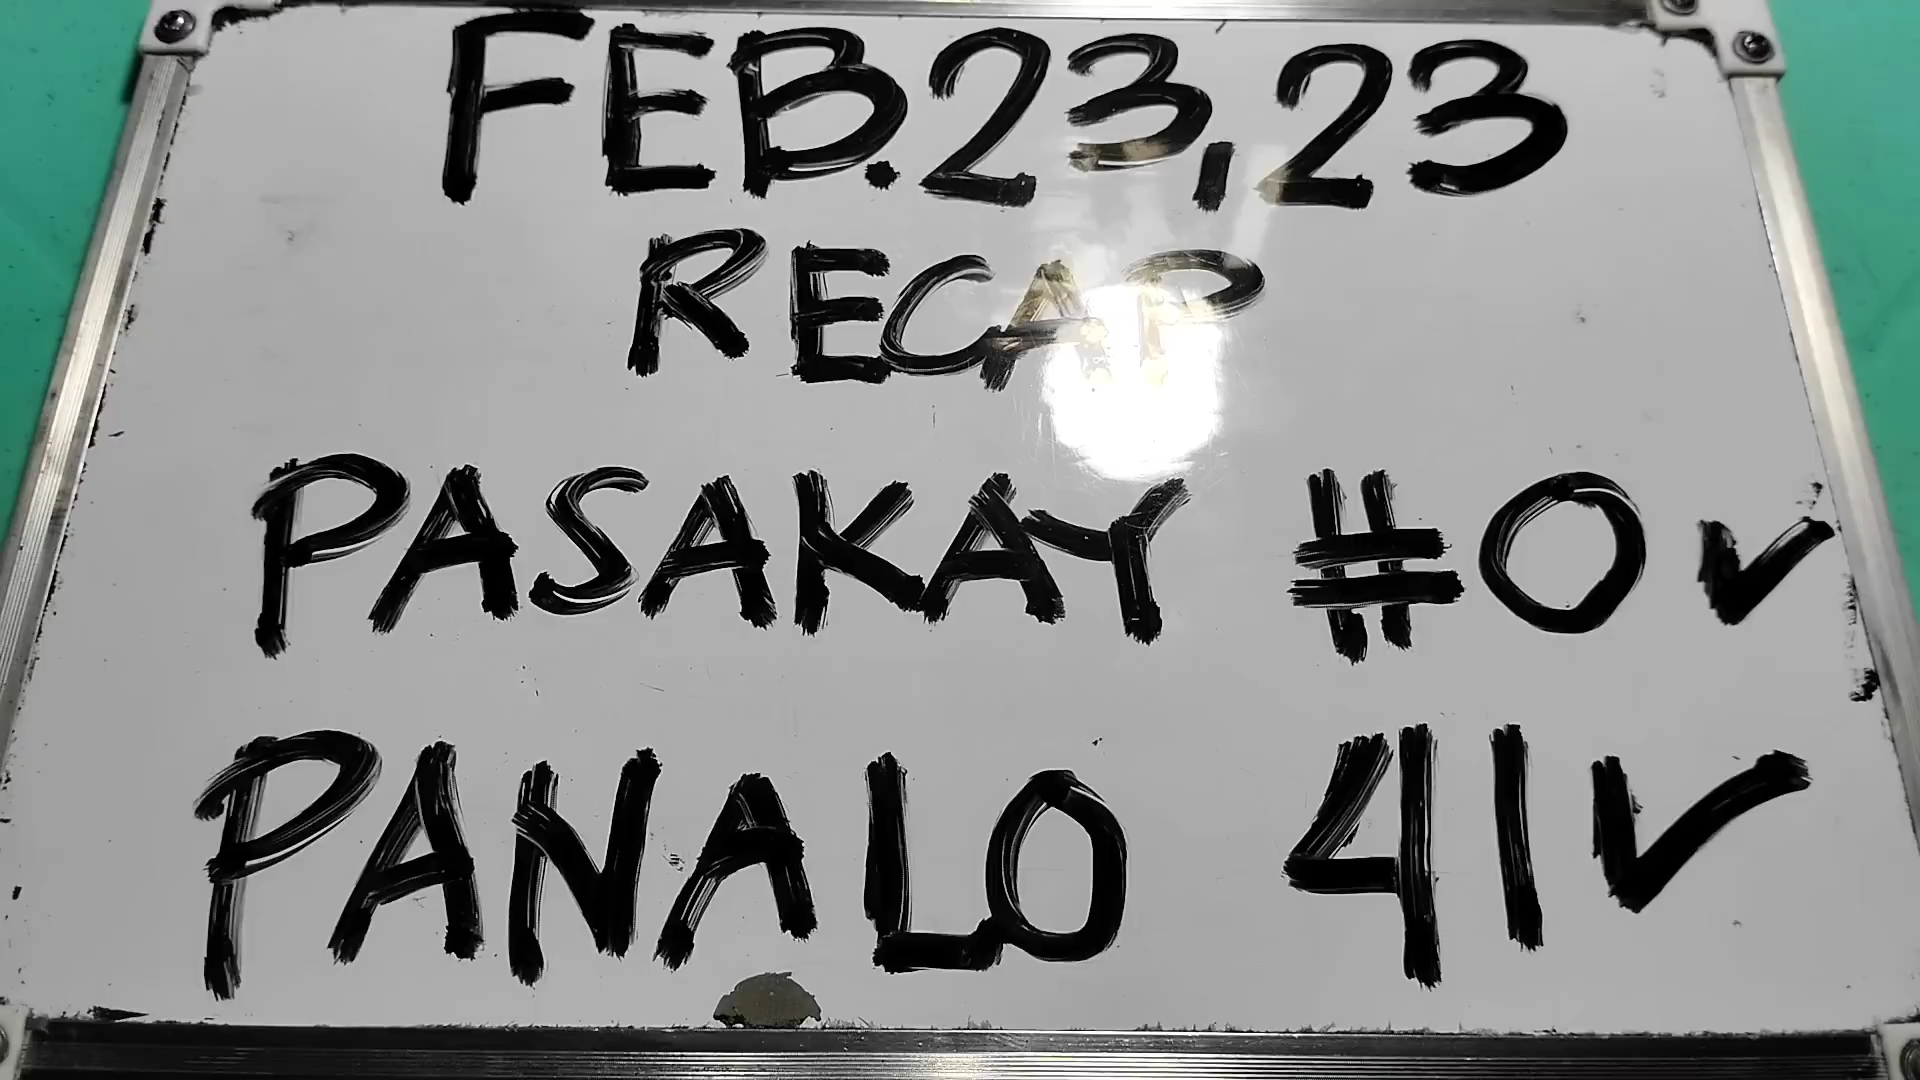 FEB. 23, 23
RECAP
PASAKAY #0 ✓
PANALO 41 ✓